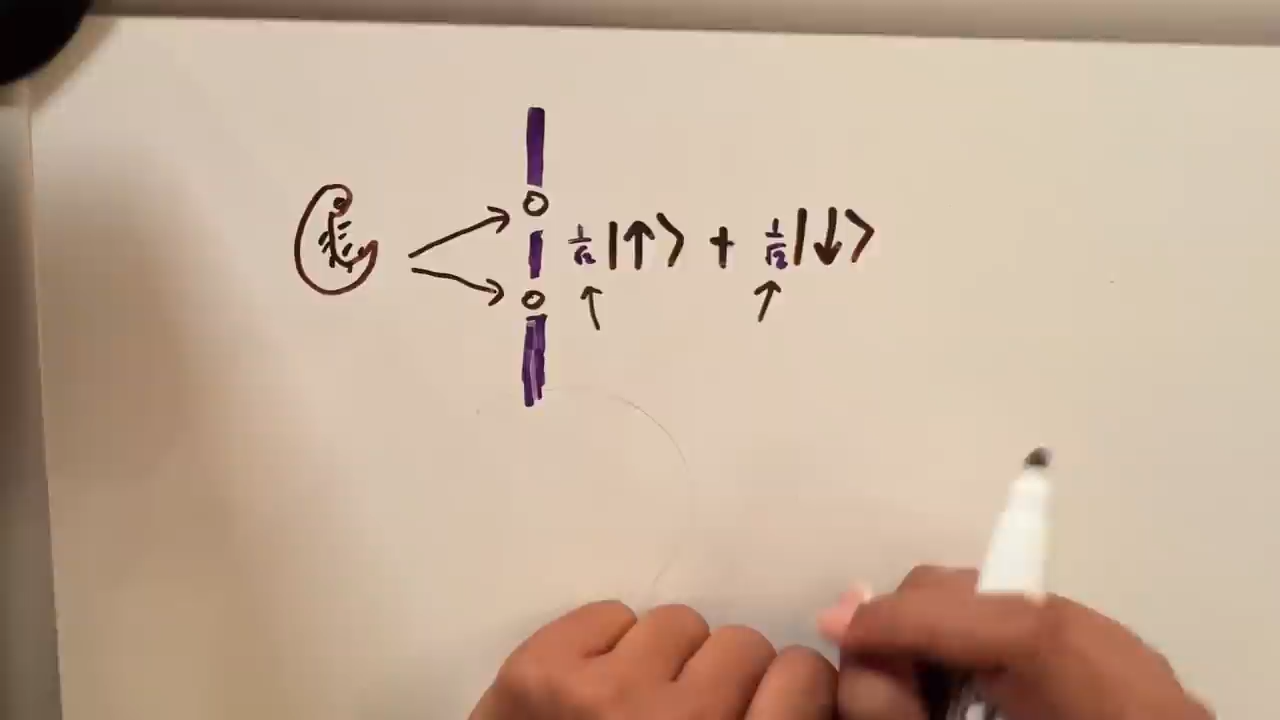 1/√2 |↑⟩ + 1/√2 |↓⟩